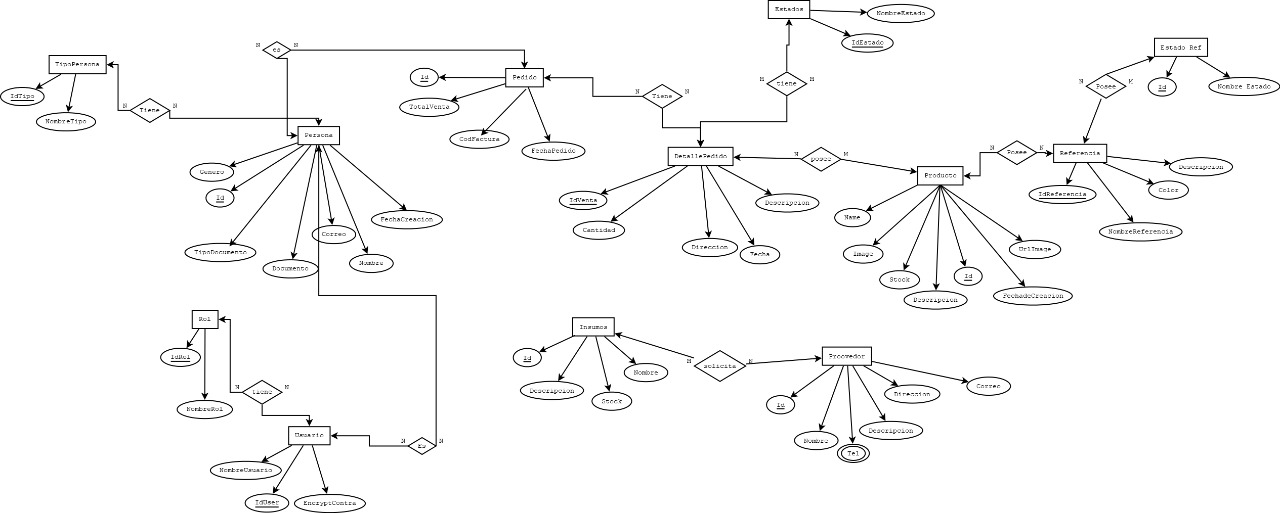 Estados
NombreEstado
IdEstado
N es N
Estado Ref
Id
Nombre Estado
TipoPersona
IdTipo
NombreTipo
N Tiene N
Pedido
Id
TotalVenta
CodFactura
FechaPedido
N Tiene N
N tiene N
N Posee M
Persona
Genero
Id
TipoDocumento
Documento
Correo
Nombre
FechaCreacion
DetallePedido
IdVenta
Cantidad
Direccion
Fecha
Descripcion
N posee M
Producto
Name
Image
Stock
Descripcion
Id
FechadeCreacion
UrlImage
N Posee N
Referencia
IdReferencia
NombreReferencia
Color
Descripcion
Rol
IdRol
NombreRol
N tiene N
Usuario
NombreUsuario
IdUser
EncryptContra
N Es N
Insumos
Id
Descripcion
Stock
Nombre
solicita N
Proovedor
Id
Nombre
Tel
Descripcion
Direccion
Correo